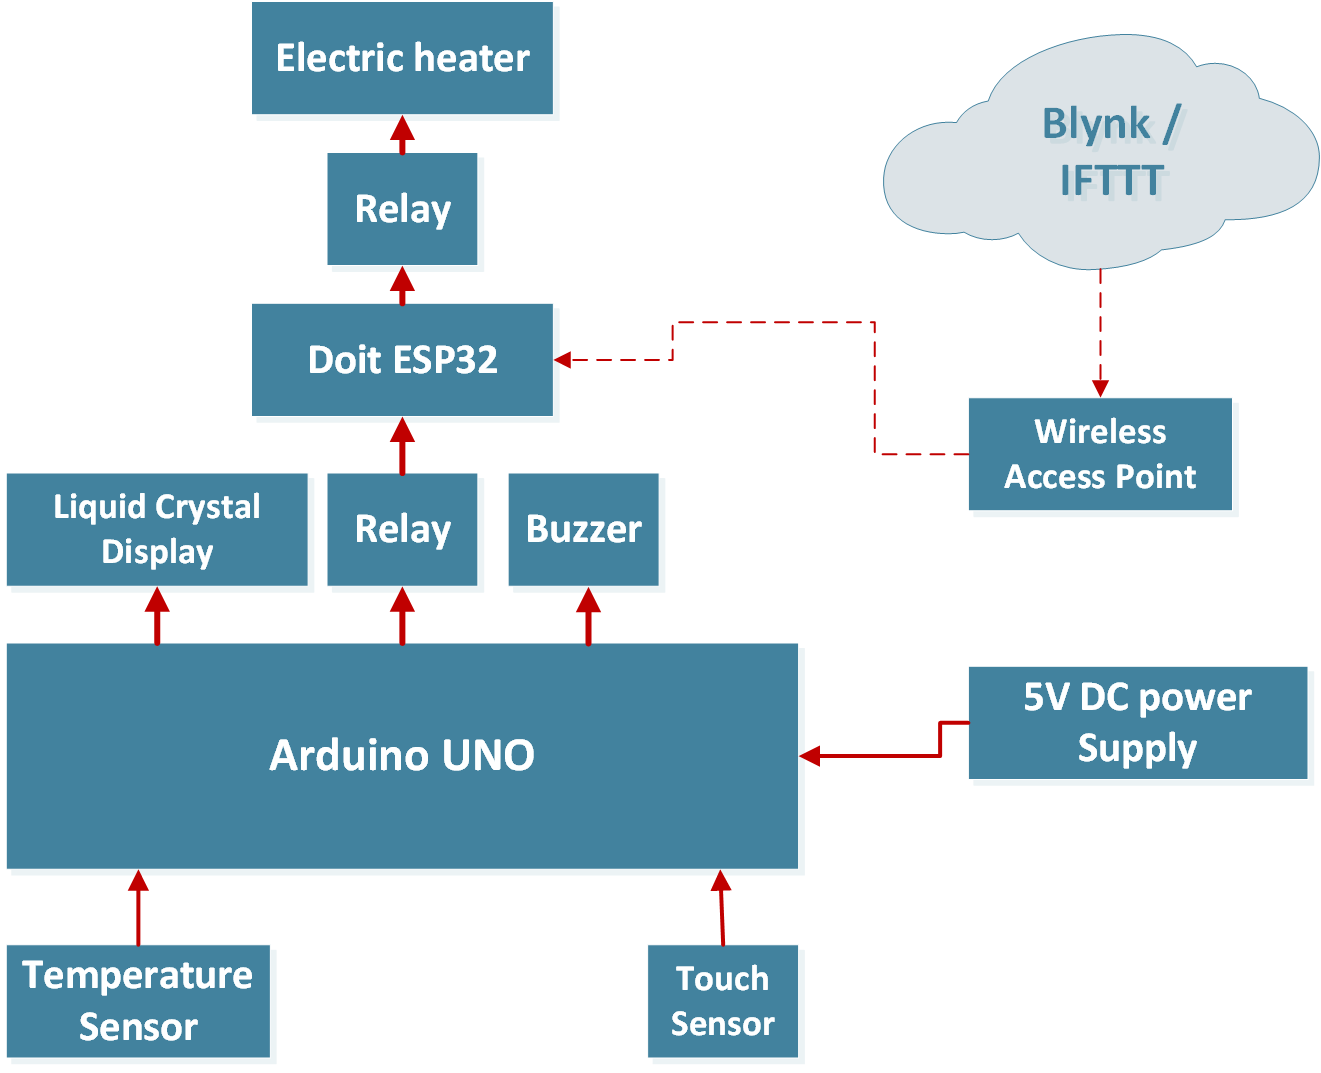 Electric heater
Blynk /
IFTTT
Relay
Doit ESP32
Wireless
Access Point
Liquid Crystal
Display
Relay
Buzzer
Arduino UNO
5V DC power
Supply
Temperature
Sensor
Touch
Sensor